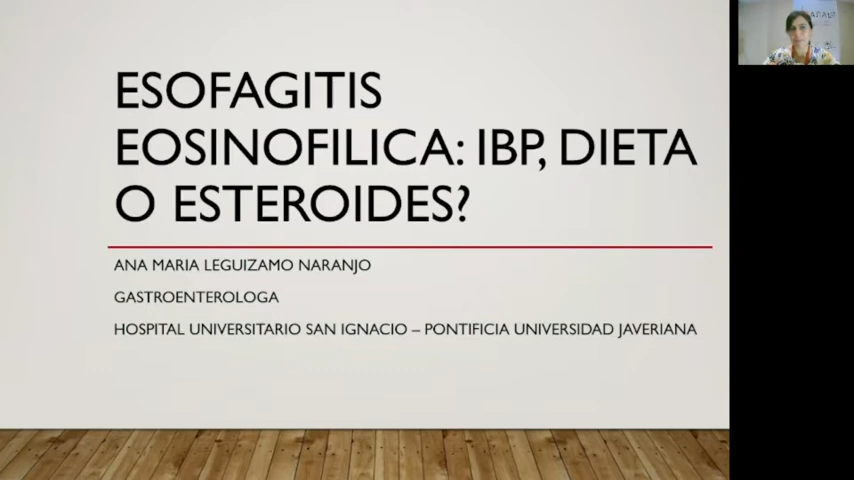 ESOFAGITIS
EOSINOFILICA: IBP, DIETA
O ESTEROIDES?
ANA MARIA LEGUIZAMO NARANJO
GASTROENTEROLOGA
HOSPITAL UNIVERSITARIO SAN IGNACIO – PONTIFICIA UNIVERSIDAD JAVERIANA